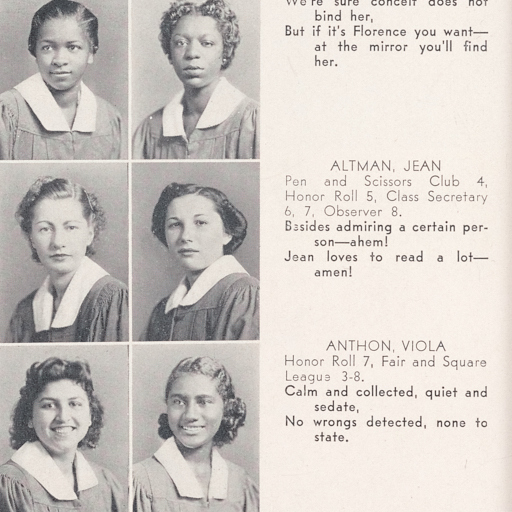 We're sure conceit does not
bind her,
But if it's Florence you want—
at the mirror you'll find
her.
ALTMAN, JEAN
Pen and Scissors Club 4,
Honor Roll 5, Class Secretary
6, 7, Observer 8.
Besides admiring a certain per-
son—ahem!
Jean loves to read a lot—
amen!
ANTHON, VIOLA
Honor Roll 7, Fair and Square
League 3-8.
Calm and collected, quiet and
sedate,
No wrongs detected, none to
state.